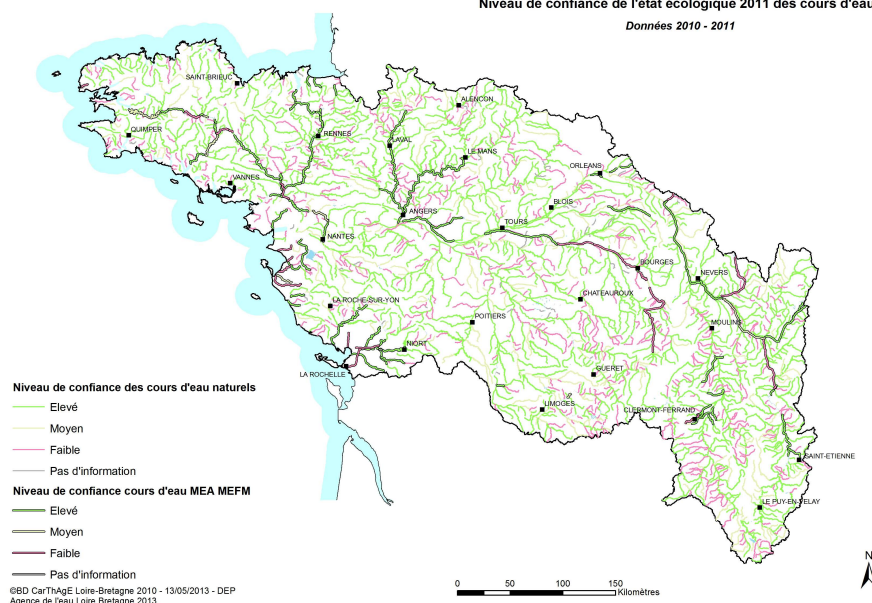 Niveau de confiance de l'état écologique 2011 des cours d'eau
Données 2010 - 2011
SAINT-BRIEUC
ALENCON
QUIMPER
RENNES
LAVAL
LE MANS
ORLEANS
VANNES
BLOIS
ANGERS
TOURS
NANTES
BOURGES
NEVERS
CHATEAUROUX
LA ROCHE-SUR-YON
POITIERS
MOULINS
NIORT
LA ROCHELLE
GUERET
LIMOGES
CLERMONT-FERRAND
SAINT-ETIENNE
LE PUY-EN-VELAY
Niveau de confiance des cours d'eau naturels
Elevé
Moyen
Faible
Pas d'information
Niveau de confiance cours d'eau MEA MEFM
Elevé
Moyen
Faible
Pas d'information
©BD CarThAgE Loire-Bretagne 2010 - 13/05/2013 - DEP
Agence de l'eau Loire Bretagne 2013
0 50 100 150
Kilomètres
N